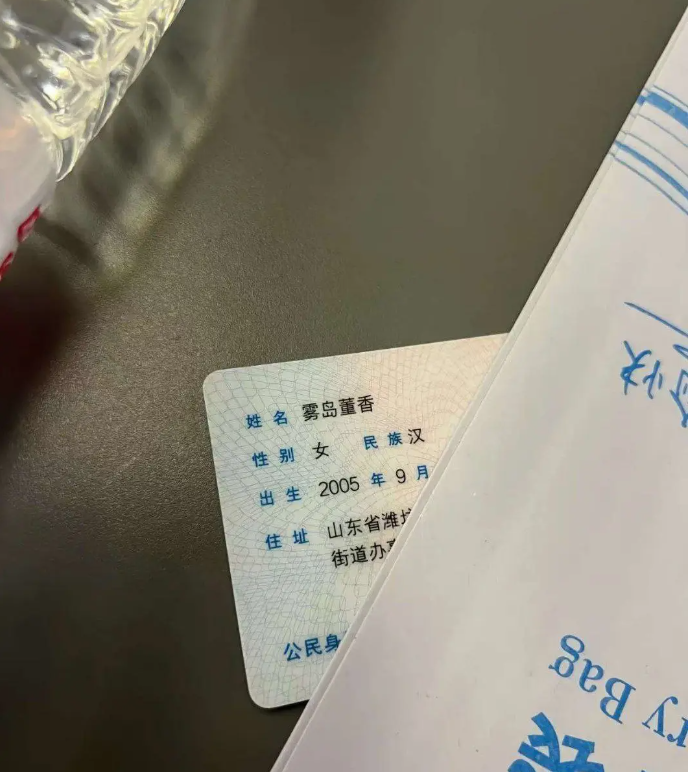 姓名 雾岛董香
性别 女 民族 汉
出生 2005 年 9 月
住址 山东省潍
街道办
公民身
ry Bag